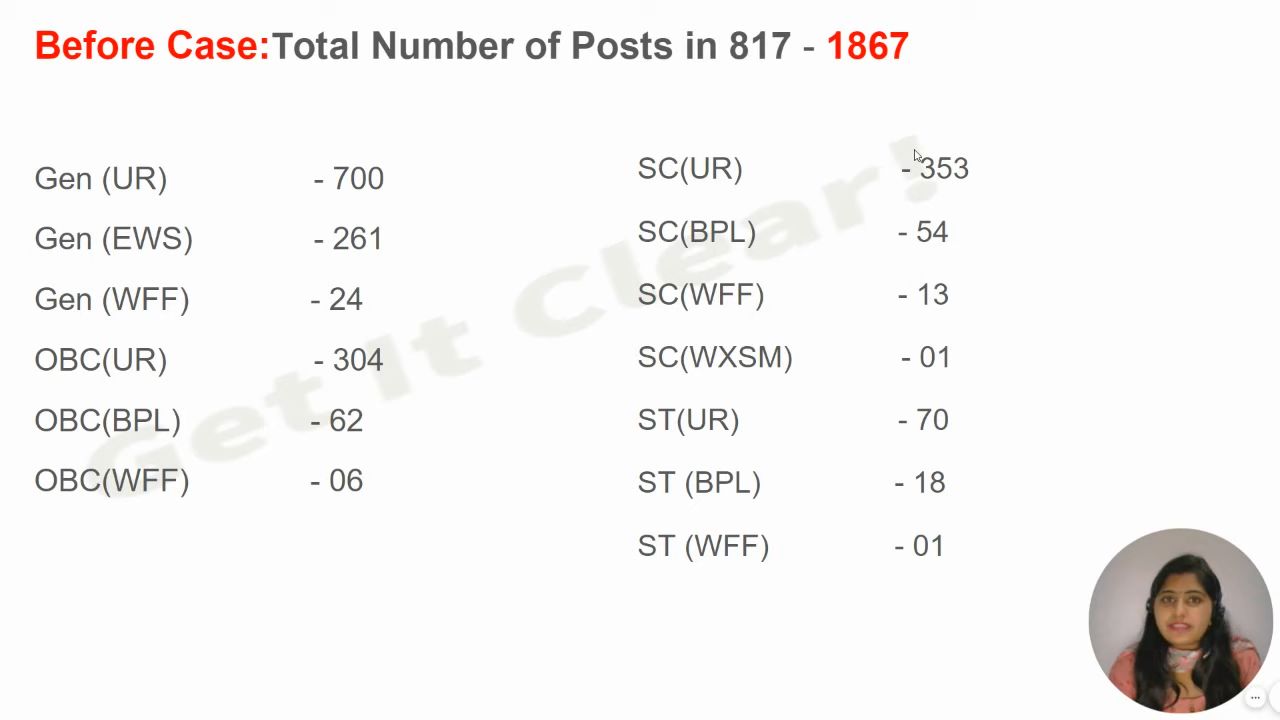 Before Case:Total Number of Posts in 817 - 1867
Gen (UR) - 700
Gen (EWS) - 261
Gen (WFF) - 24
OBC(UR) - 304
OBC(BPL) - 62
OBC(WFF) - 06
SC(UR) - 353
SC(BPL) - 54
SC(WFF) - 13
SC(WXSM) - 01
ST(UR) - 70
ST (BPL) - 18
ST (WFF) - 01
Get It Clear!